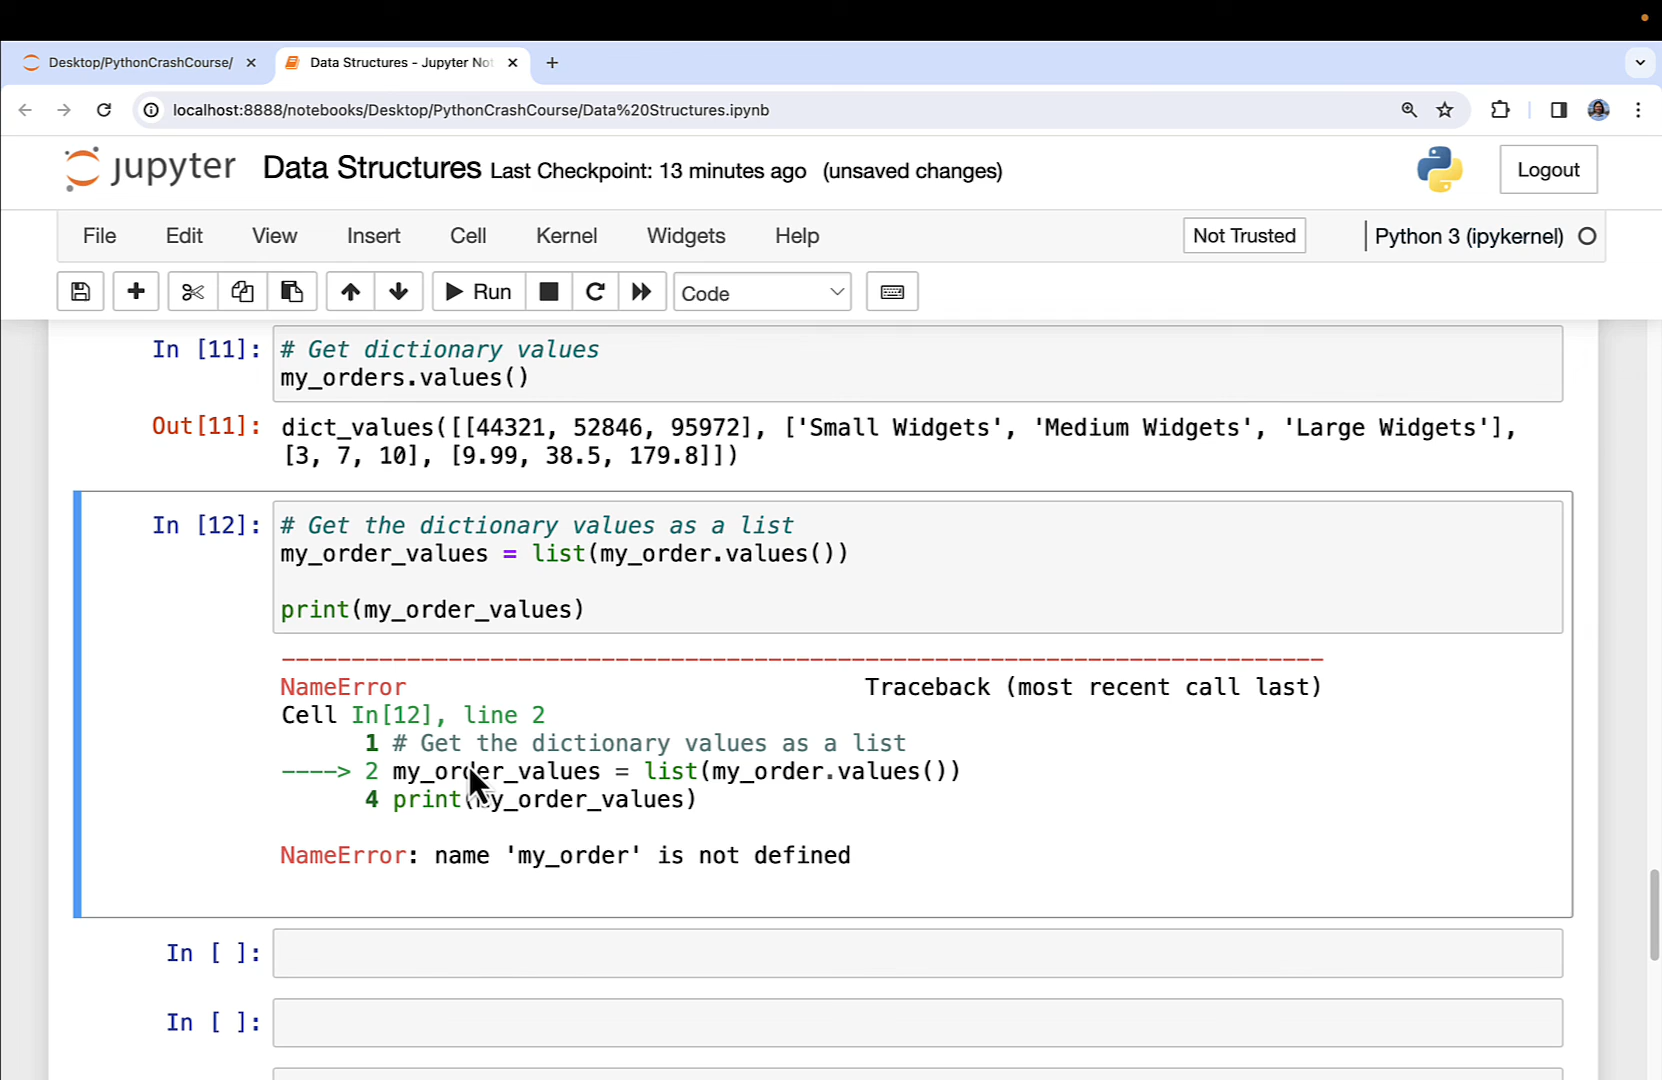 Desktop/PythonCrashCourse/
Data Structures - Jupyter Not
localhost:8888/notebooks/Desktop/PythonCrashCourse/Data%20Structures.ipynb
jupyter Data Structures Last Checkpoint: 13 minutes ago (unsaved changes)
Logout
File Edit View Insert Cell Kernel Widgets Help
Not Trusted
Python 3 (ipykernel)
Run
Code
In [11]: # Get dictionary values
my_orders.values()
Out[11]: dict_values([[44321, 52846, 95972], ['Small Widgets', 'Medium Widgets', 'Large Widgets'],
[3, 7, 10], [9.99, 38.5, 179.8]])
In [12]: # Get the dictionary values as a list
my_order_values = list(my_order.values())
print(my_order_values)
---------------------------------------------------------------------------
NameError Traceback (most recent call last)
Cell In[12], line 2
1 # Get the dictionary values as a list
----> 2 my_order_values = list(my_order.values())
4 print(my_order_values)
NameError: name 'my_order' is not defined
In [ ]:
In [ ]: